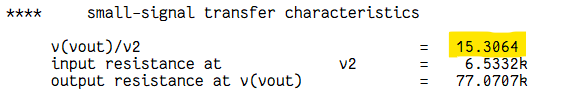 **** small-signal transfer characteristics
v(vout)/v2 = 15.3064
input resistance at v2 = 6.5332k
output resistance at v(vout) = 77.0707k